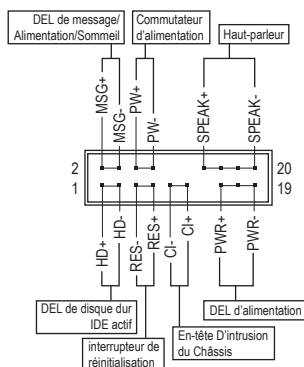 DEL de message/
Alimentation/Sommeil
Commutateur
d'alimentation
Haut-parleur
MSG+
MSG-
PW+
PW-
SPEAK+
SPEAK-
2
20
1
19
HD+
HD-
RES-
RES+
CI-
CI+
PWR+
PWR-
DEL de disque dur
IDE actif
DEL d'alimentation
interrupteur de
réinitialisation
En-tête D'intrusion
du Châssis